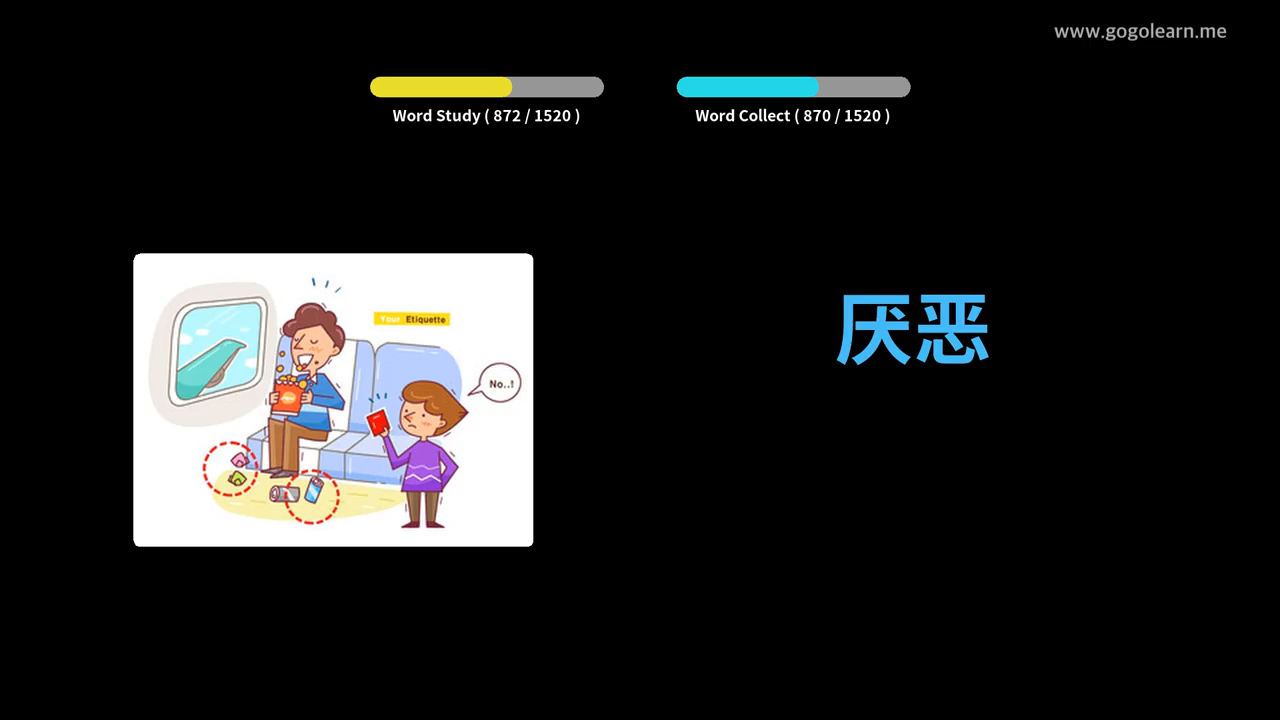 www.gogolearn.me
Word Study ( 872 / 1520 )
Word Collect ( 870 / 1520 )
Your Etiquette
No..!
厌恶